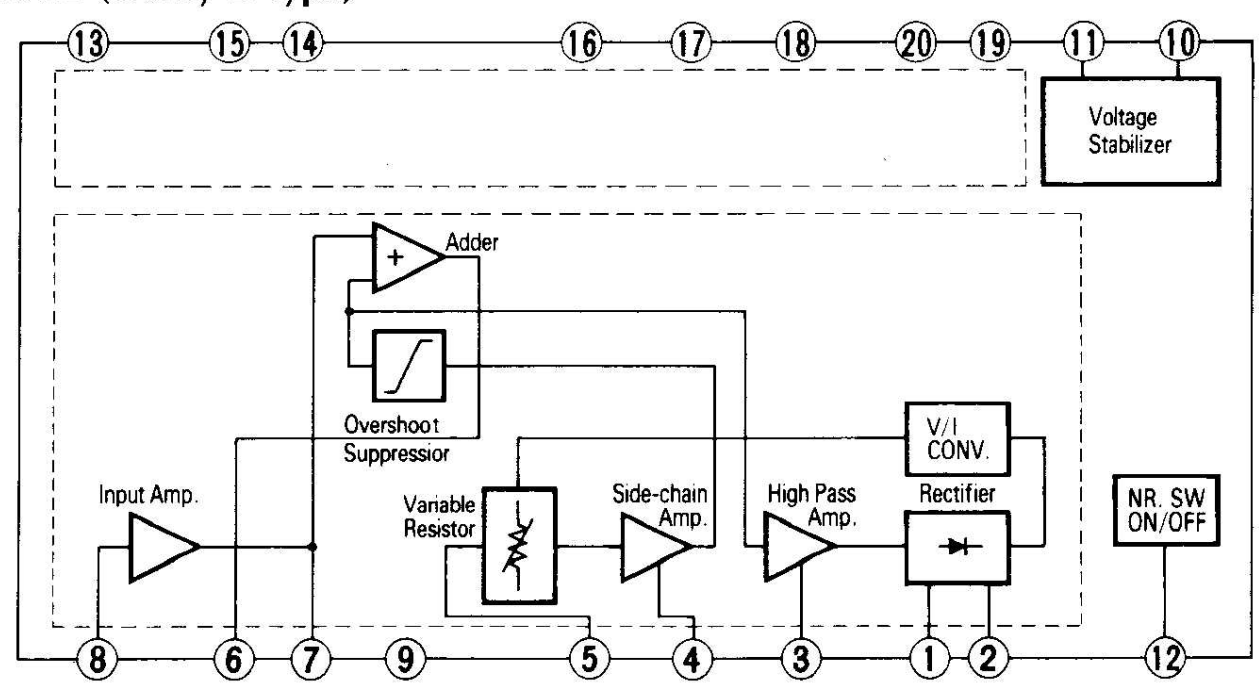 13 15 14 16 17 18 20 19 11 10
Voltage
Stabilizer
Adder
Overshoot
Suppressior
V/I
CONV.
Input Amp.
Variable
Resistor
Side-chain
Amp.
High Pass
Amp.
Rectifier
NR. SW
ON/OFF
8 6 7 9 5 4 3 1 2 12